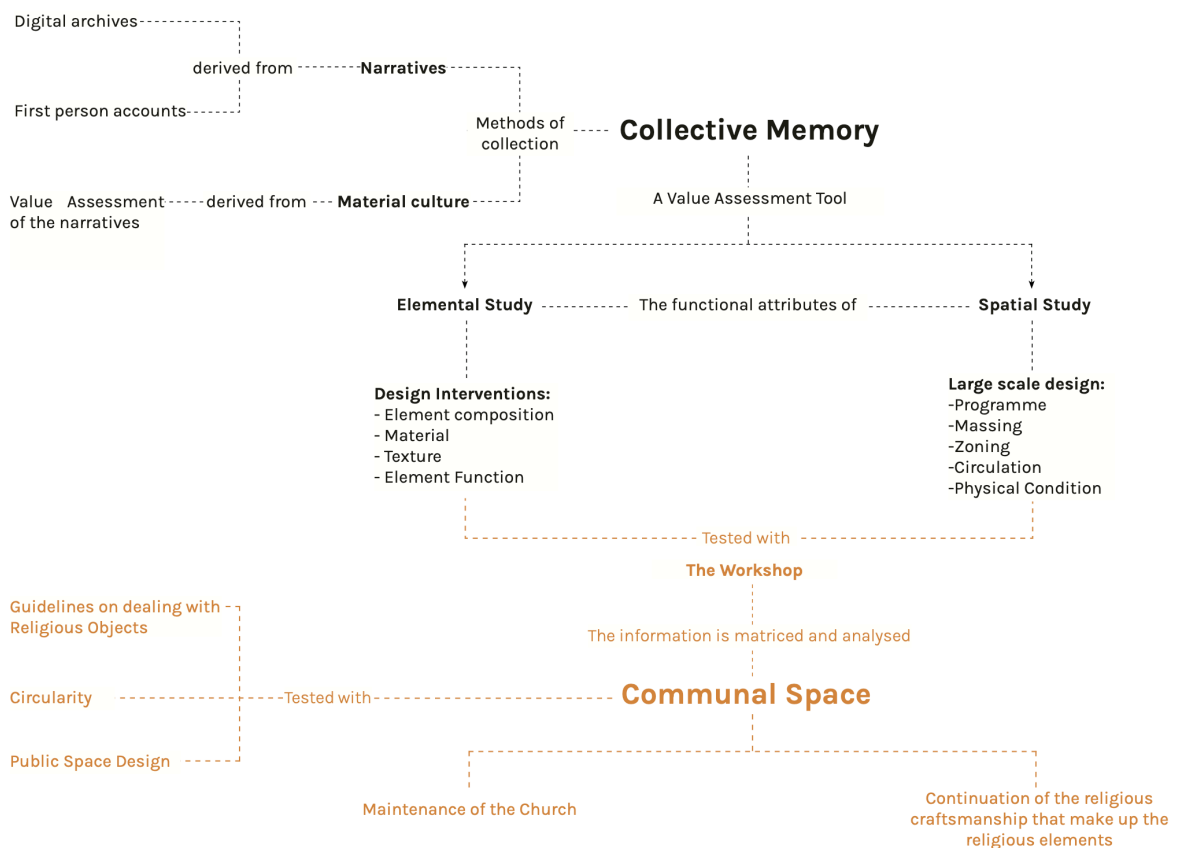 Digital archives
derived from
Narratives
First person accounts
Methods of
collection
Collective Memory
Value Assessment
of the narratives
derived from
Material culture
A Value Assessment Tool
Elemental Study
The functional attributes of
Spatial Study
Design Interventions:
- Element composition
- Material
- Texture
- Element Function
Large scale design:
-Programme
-Massing
-Zoning
-Circulation
-Physical Condition
Tested with
The Workshop
Guidelines on dealing with
Religious Objects
The information is matriced and analysed
Circularity
Tested with
Communal Space
Public Space Design
Maintenance of the Church
Continuation of the religious
craftsmanship that make up the
religious elements